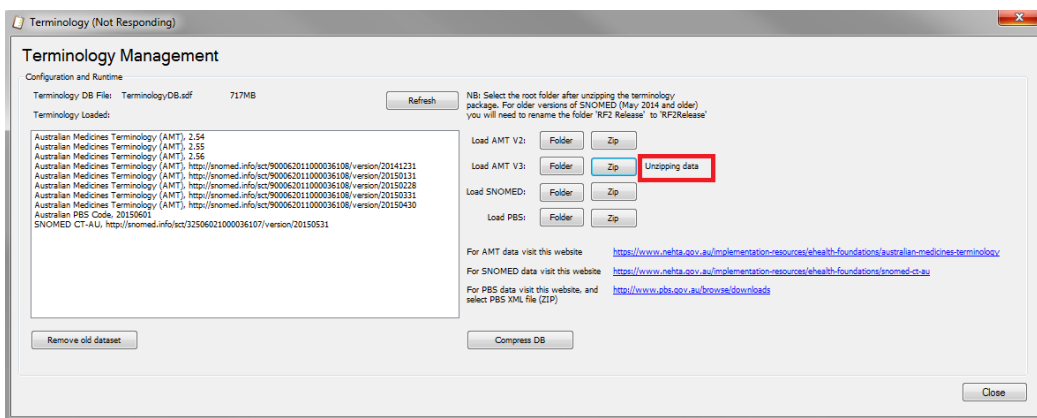 Terminology (Not Responding)
Terminology Management
Configuration and Runtime
Terminology DB File: TerminologyDB.sdf 717MB
Refresh
Terminology Loaded:
Australian Medicines Terminology (AMT), 2.54
Australian Medicines Terminology (AMT), 2.55
Australian Medicines Terminology (AMT), 2.56
Australian Medicines Terminology (AMT), http://snomed.info/sct/900062011000036108/version/20141231
Australian Medicines Terminology (AMT), http://snomed.info/sct/900062011000036108/version/20150131
Australian Medicines Terminology (AMT), http://snomed.info/sct/900062011000036108/version/20150228
Australian Medicines Terminology (AMT), http://snomed.info/sct/900062011000036108/version/20150331
Australian Medicines Terminology (AMT), http://snomed.info/sct/900062011000036108/version/20150430
Australian PBS Code, 20150601
SNOMED CT-AU, http://snomed.info/sct/32506021000036107/version/20150531
Remove old dataset
NB: Select the root folder after unzipping the terminology
package. For older versions of SNOMED (May 2014 and older)
you will need to rename the folder 'RF2 Release' to 'RF2Release'
Load AMT V2: Folder Zip
Load AMT V3: Folder Zip Unzipping data
Load SNOMED: Folder Zip
Load PBS: Folder Zip
For AMT data visit this website https://www.nehta.gov.au/implementation-resources/ehealth-foundations/australian-medicines-terminology
For SNOMED data visit this website https://www.nehta.gov.au/implementation-resources/ehealth-foundations/snomed-ct-au
For PBS data visit this website, and http://www.pbs.gov.au/browse/downloads
select PBS XML file (ZIP)
Compress DB
Close